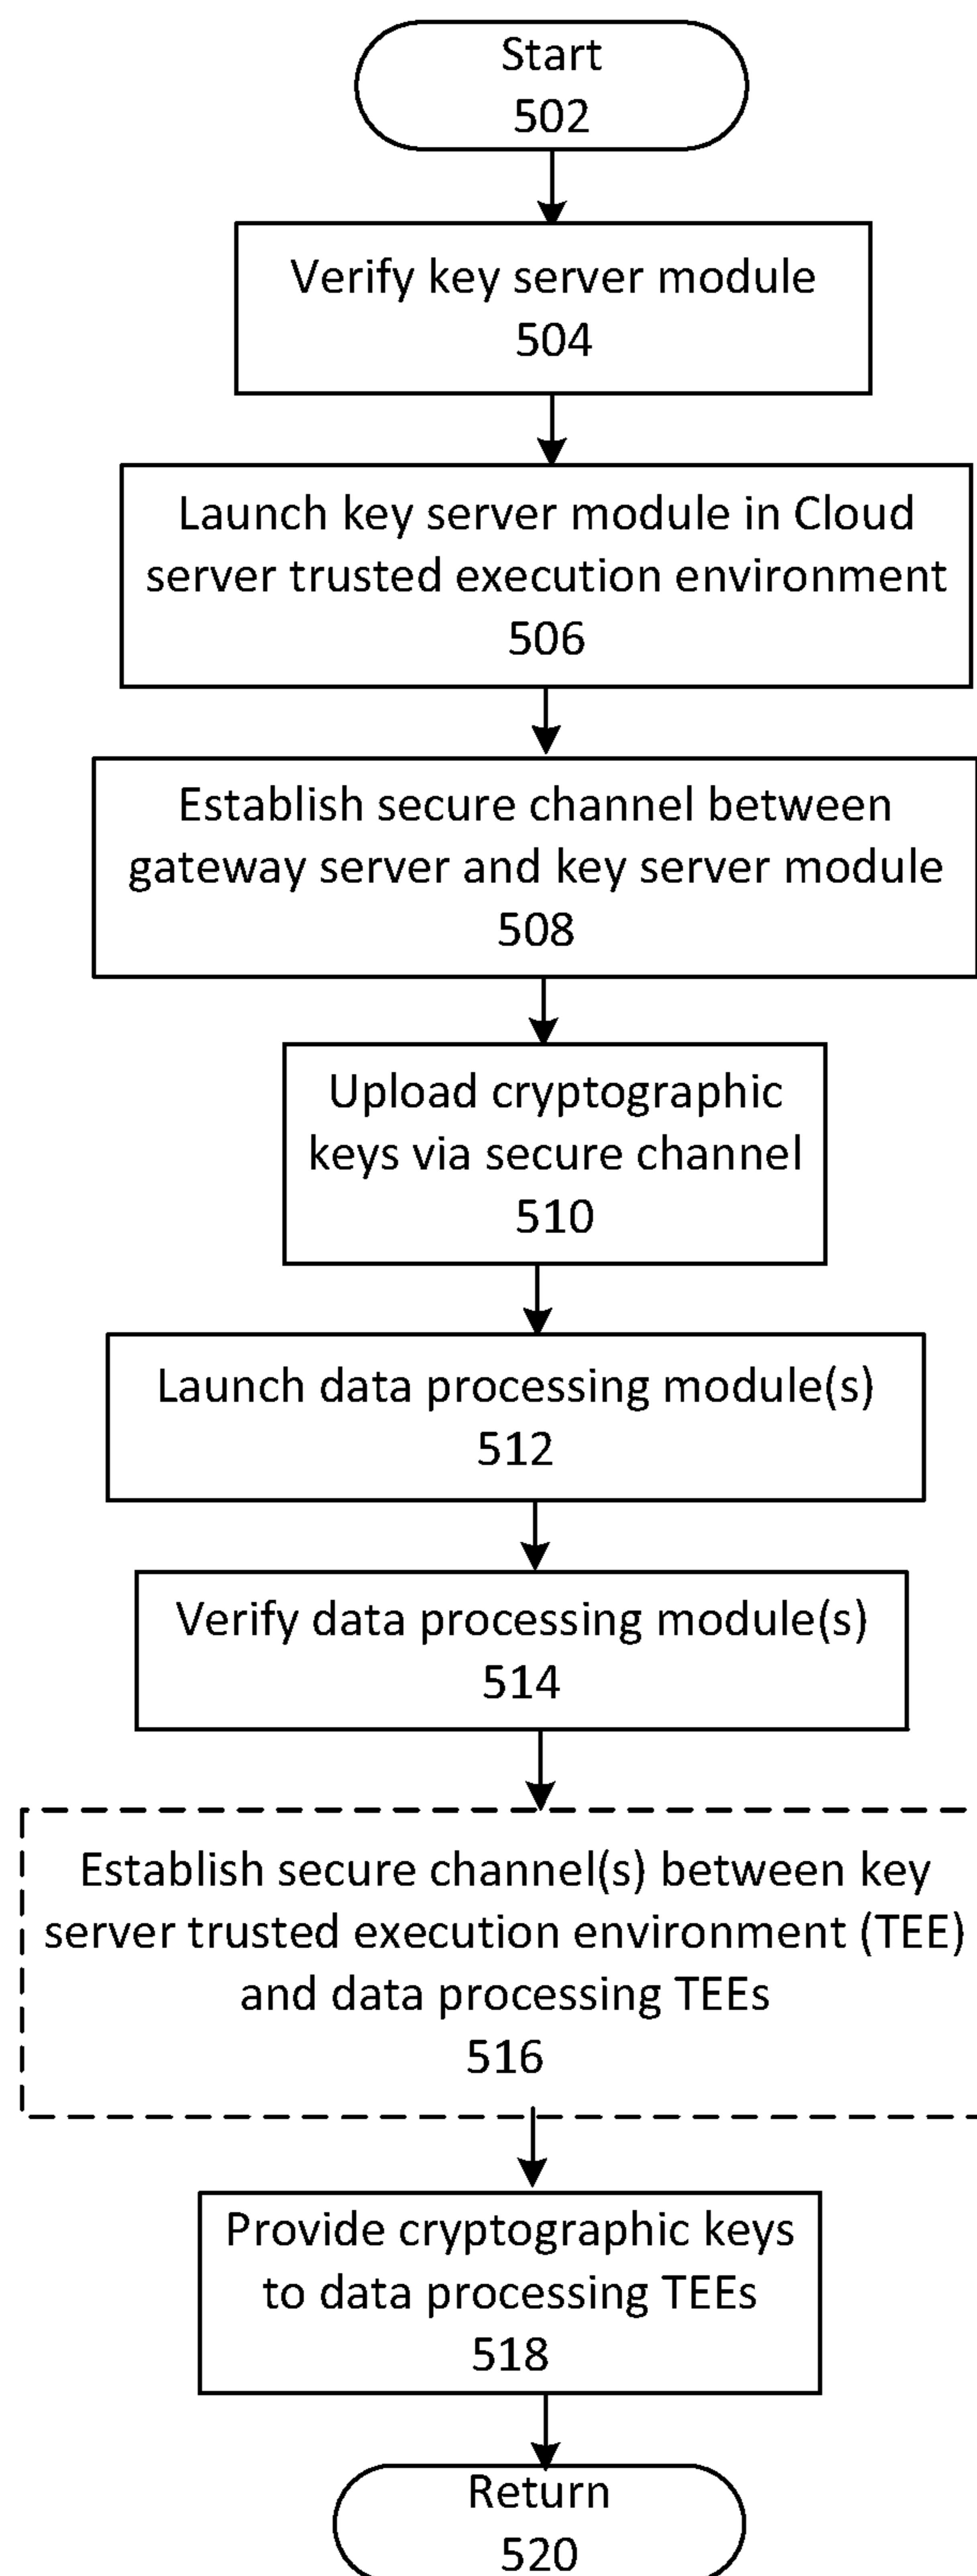 Start
502
Verify key server module
504
Launch key server module in Cloud
server trusted execution environment
506
Establish secure channel between
gateway server and key server module
508
Upload cryptographic
keys via secure channel
510
Launch data processing module(s)
512
Verify data processing module(s)
514
Establish secure channel(s) between key
server trusted execution environment (TEE)
and data processing TEEs
516
Provide cryptographic keys
to data processing TEEs
518
Return
520